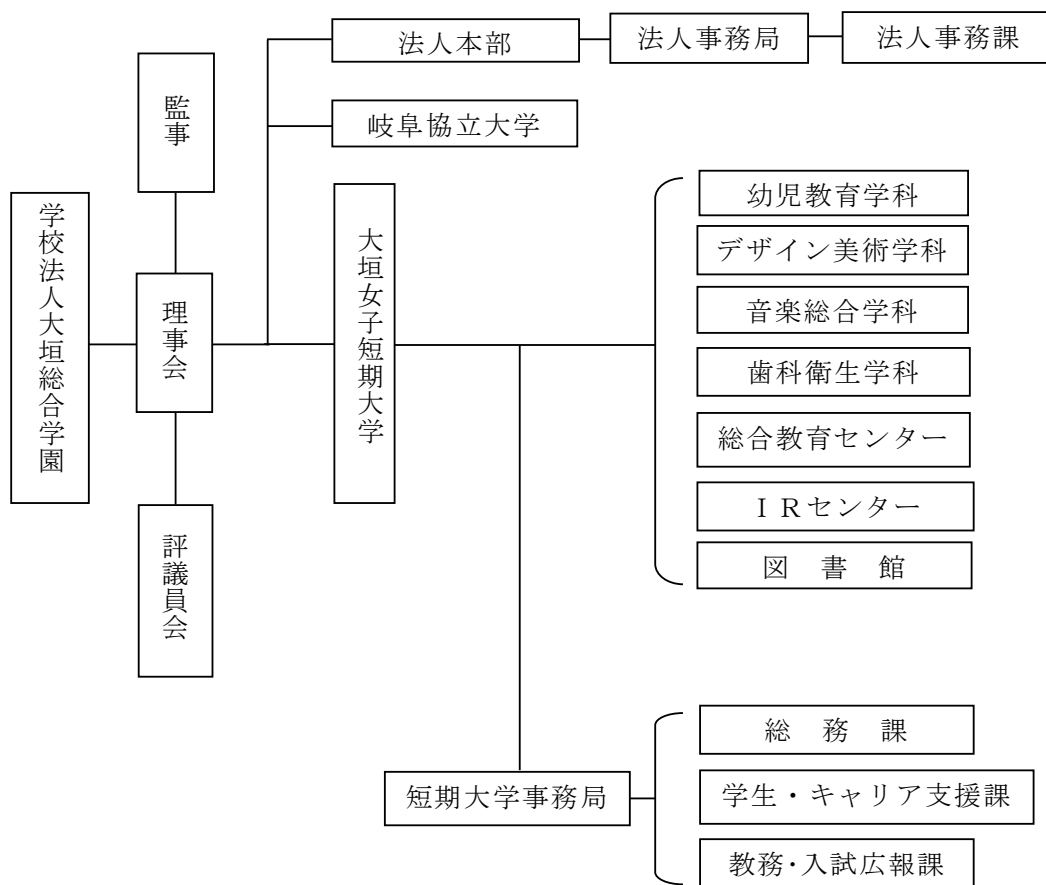 法人本部
法人事務局
法人事務課
監事
岐阜協立大学
学校法人大垣総合学園
理事会
大垣女子短期大学
幼児教育学科
デザイン美術学科
音楽総合学科
歯科衛生学科
総合教育センター
ＩＲセンター
図　書　館
評議員会
短期大学事務局
総　務　課
学生・キャリア支援課
教務・入試広報課